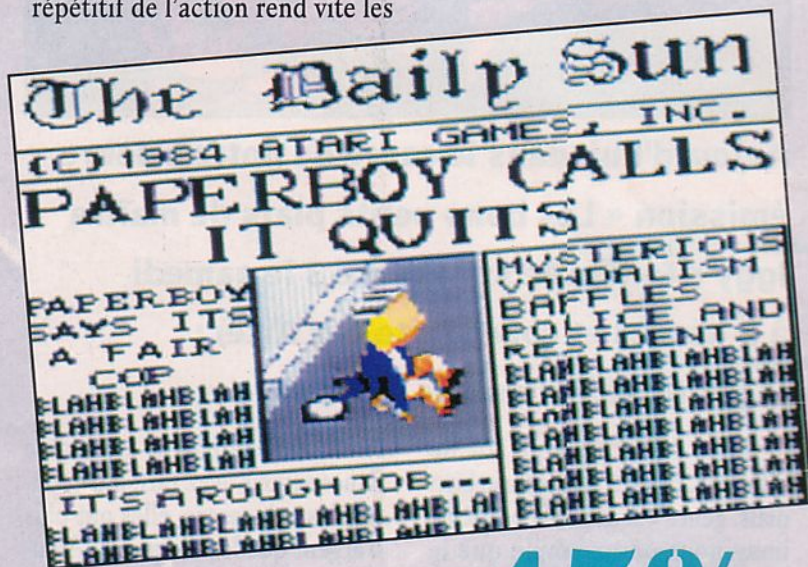 répétitif de l'action rend vite les
The Daily Sun
(C) 1984 ATARI GAMES, INC.
PAPERBOY CALLS
IT QUITS
PAPERBOY
SAYS ITS
A FAIR
COP
BLAHBLAHBLAH
BLAHBLAHBLAH
BLAHBLAHBLAH
BLAHBLAHBLAH
MYSTERIOUS
VANDALISM
BAFFLES
POLICE AND
RESIDENTS.
BLAHBLAHBLAH
BLAHBLAHBLAH
BLAHBLAHBLAH
BLAHBLAHBLAH
BLAHBLAHBLAH
BLAHBLAHBLAH
BLAHBLAHBLAH
IT'S A ROUGH JOB---
BLAHBLAHBLAHBLAHBLAH
BLAHBLAHBLAHBLAHBLAH